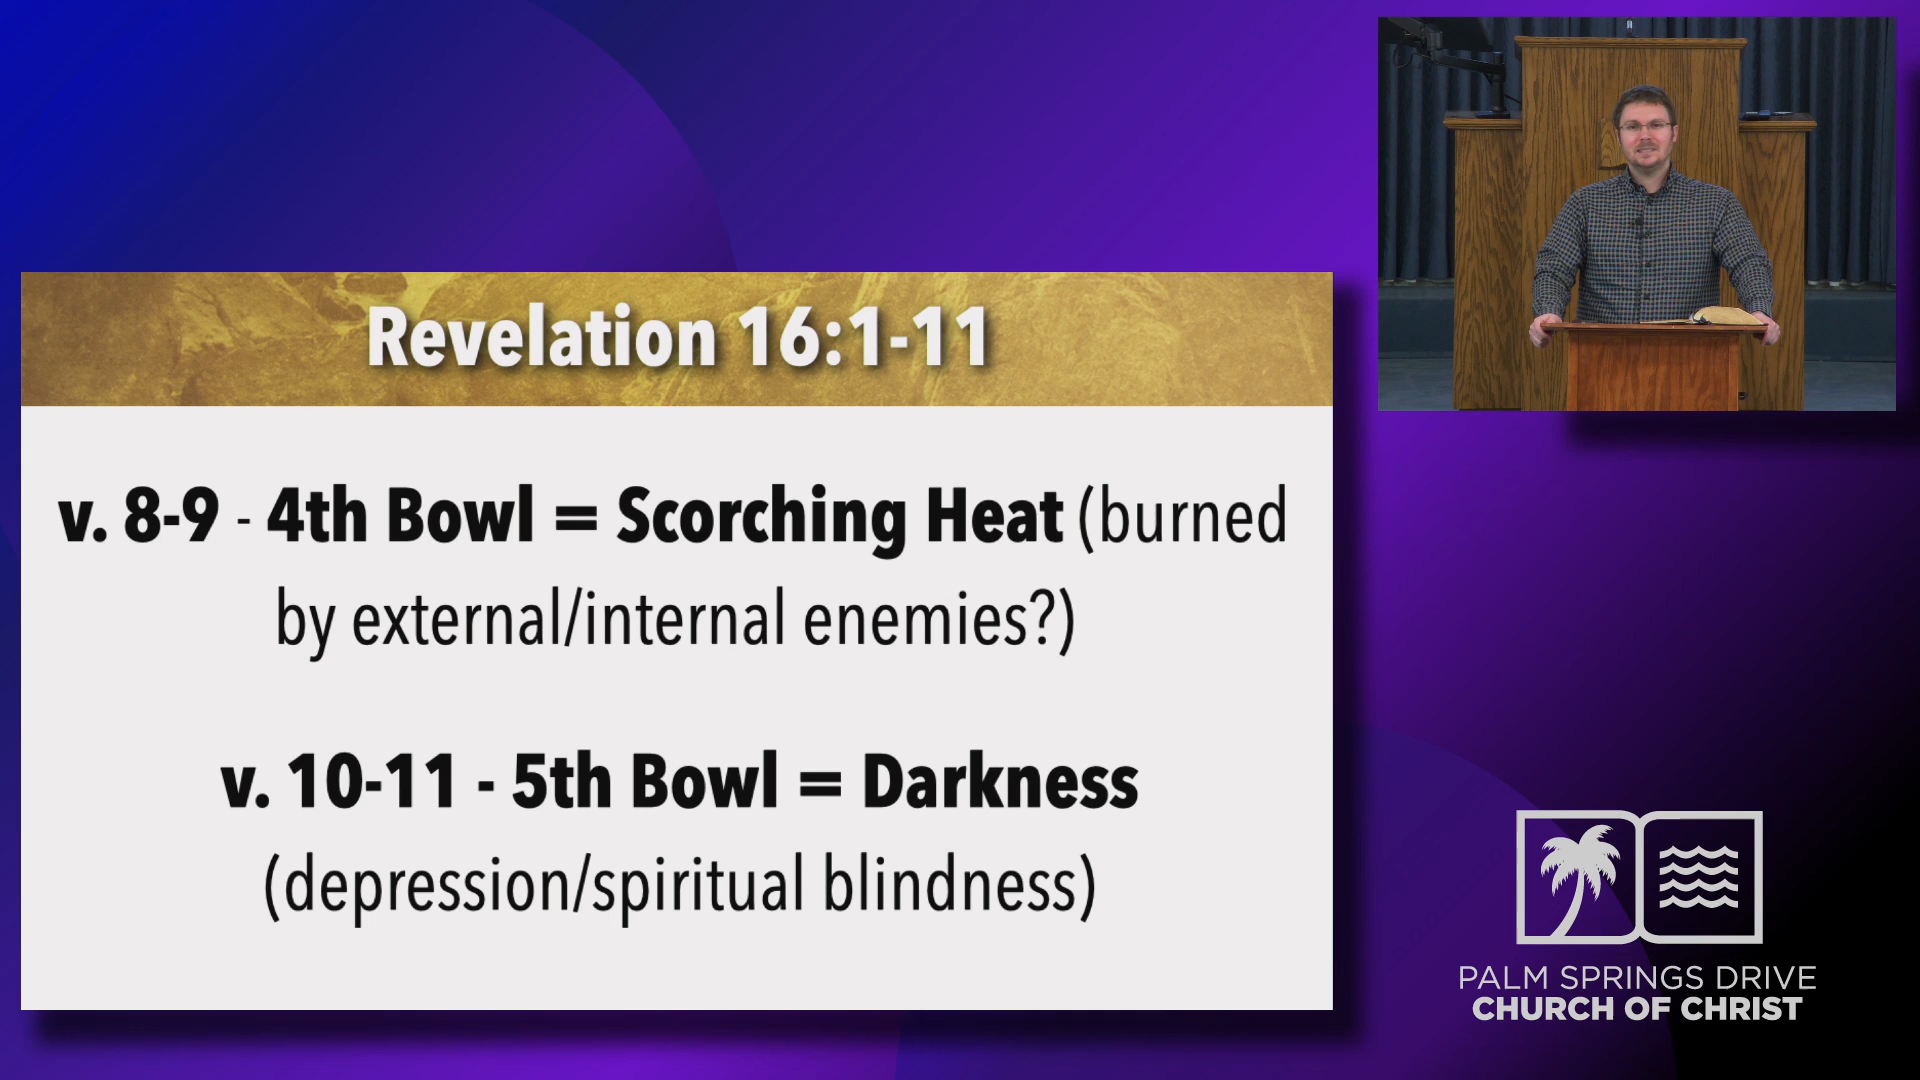 Revelation 16:1-11
v. 8-9 - 4th Bowl = Scorching Heat (burned
by external/internal enemies?)
v. 10-11 - 5th Bowl = Darkness
(depression/spiritual blindness)
PALM SPRINGS DRIVE
CHURCH OF CHRIST